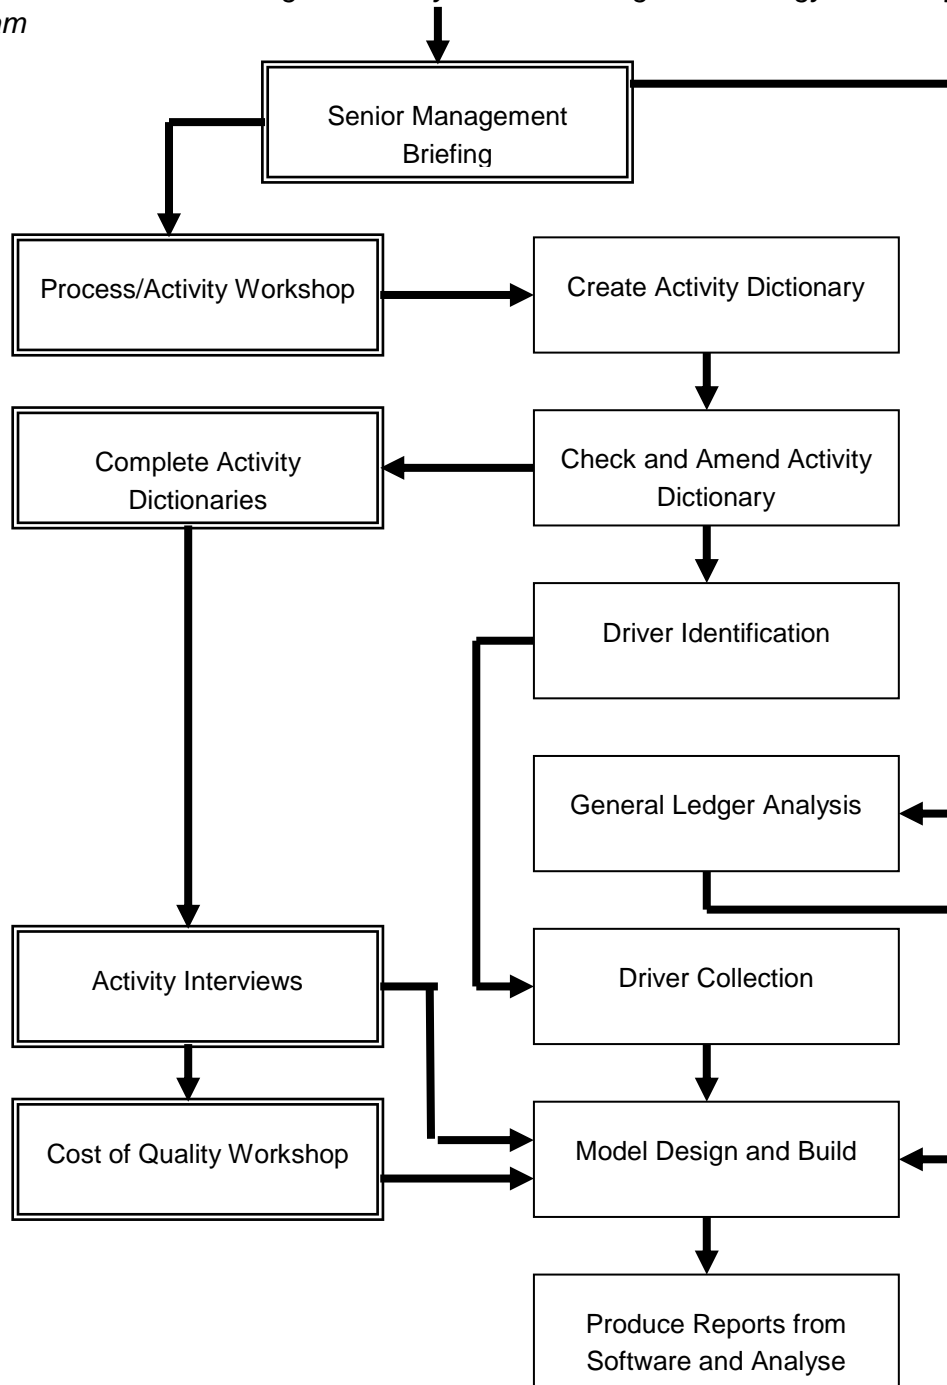 am
Senior Management
Briefing
Process/Activity Workshop
Create Activity Dictionary
Complete Activity
Dictionaries
Check and Amend Activity
Dictionary
Driver Identification
General Ledger Analysis
Activity Interviews
Driver Collection
Cost of Quality Workshop
Model Design and Build
Produce Reports from
Software and Analyse